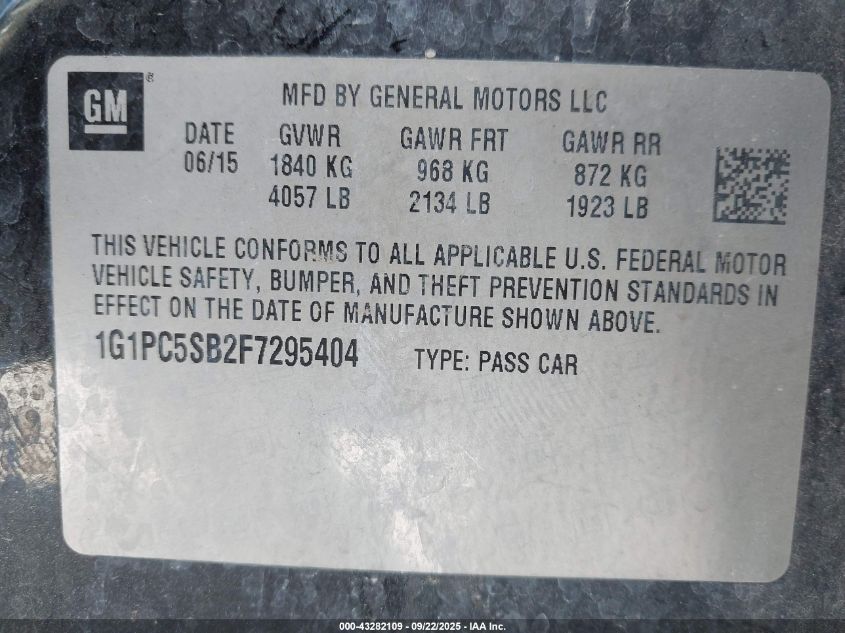 GM
®
MFD BY GENERAL MOTORS LLC
DATE GVWR GAWR FRT GAWR RR
06/15 1840 KG 968 KG 872 KG
4057 LB 2134 LB 1923 LB
THIS VEHICLE CONFORMS TO ALL APPLICABLE U.S. FEDERAL MOTOR
VEHICLE SAFETY, BUMPER, AND THEFT PREVENTION STANDARDS IN
EFFECT ON THE DATE OF MANUFACTURE SHOWN ABOVE.
1G1PC5SB2F7295404 TYPE: PASS CAR
000-43282109 - 09/22/2025 - IAA Inc.